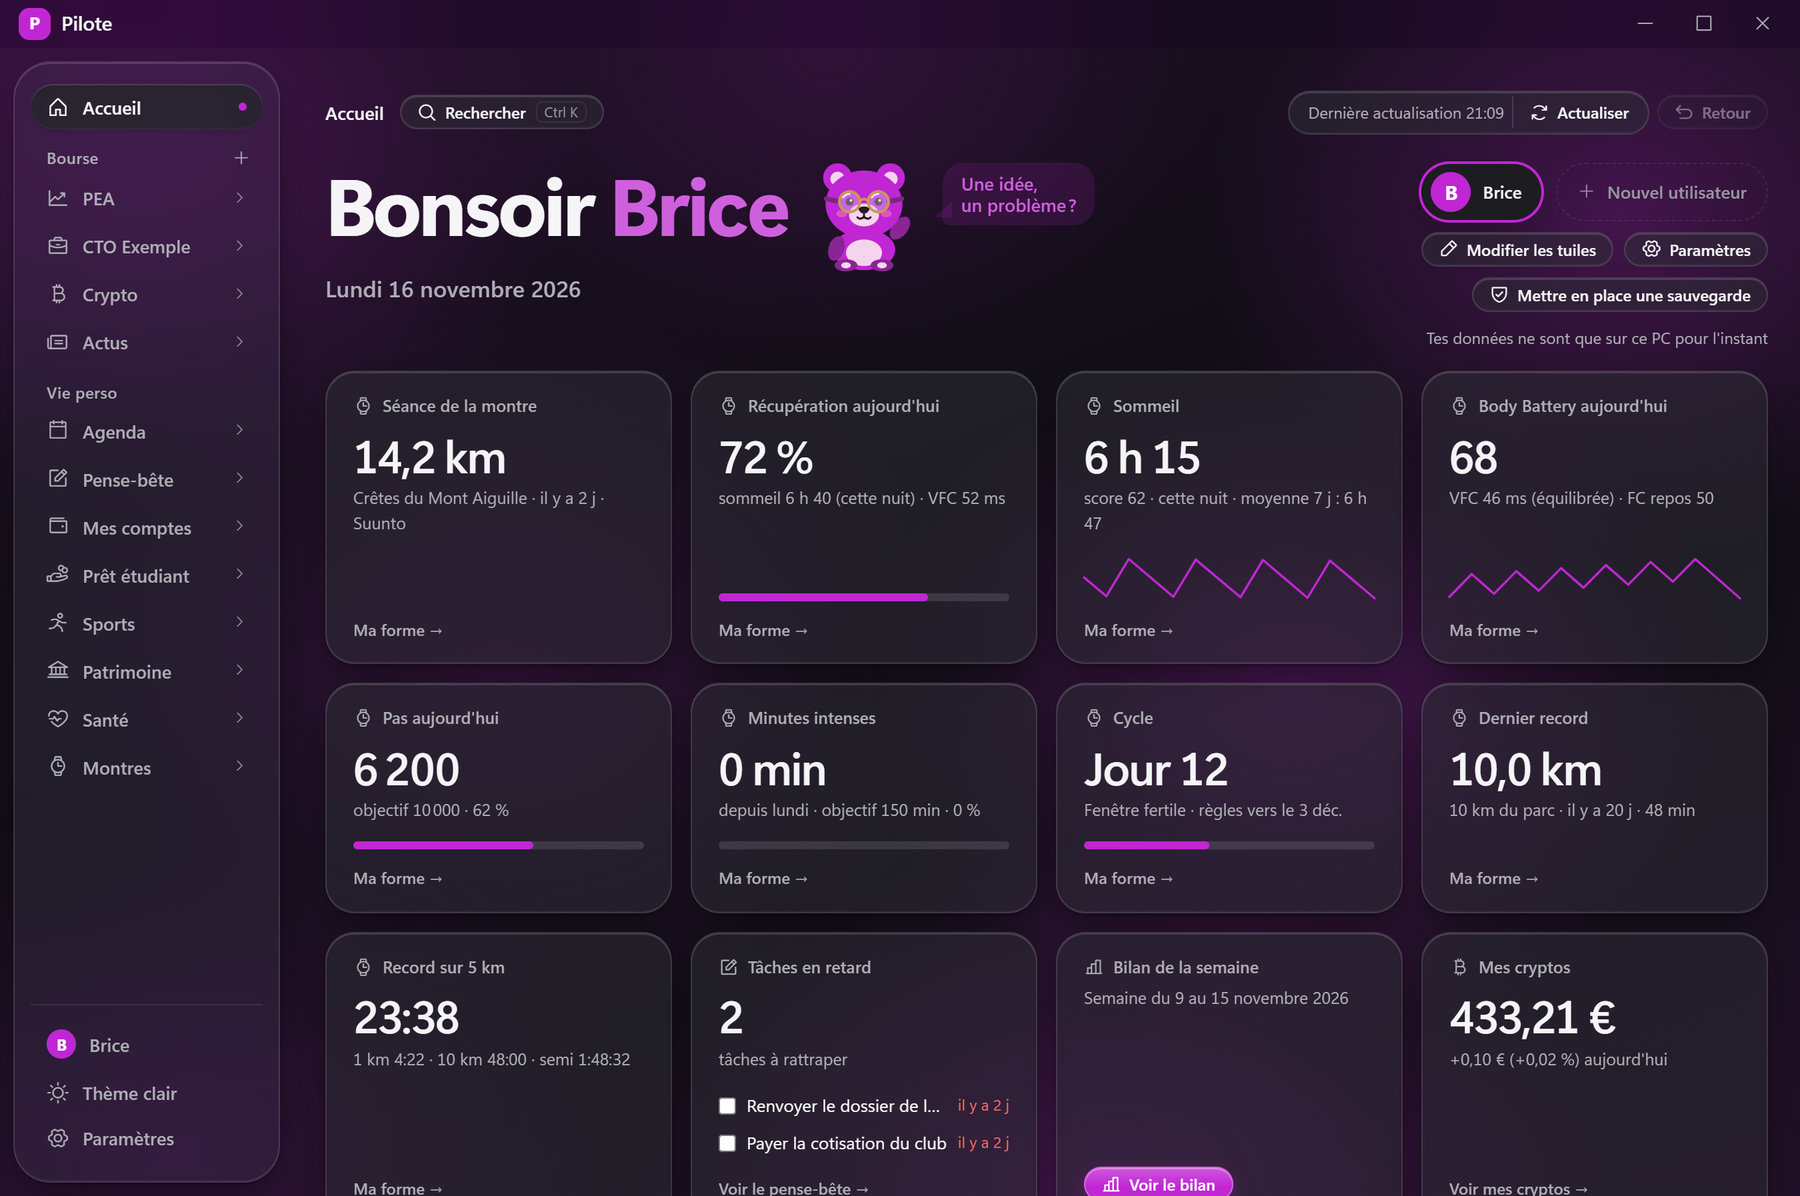 P Pilote
Accueil
Bourse
PEA
CTO Exemple
Crypto
Actus
Vie perso
Agenda
Pense-bête
Mes comptes
Prêt étudiant
Sports
Patrimoine
Santé
Montres
B Brice
Thème clair
Paramètres
Accueil
Rechercher Ctrl K
Dernière actualisation 21:09
Actualiser
Retour
Bonsoir Brice
Une idée,
un problème ?
Lundi 16 novembre 2026
B Brice
Nouvel utilisateur
Modifier les tuiles
Paramètres
Mettre en place une sauvegarde
Tes données ne sont que sur ce PC pour l'instant
Séance de la montre
14,2 km
Crêtes du Mont Aiguille · il y a 2 j ·
Suunto
Ma forme →
Récupération aujourd'hui
72 %
sommeil 6 h 40 (cette nuit) · VFC 52 ms
Ma forme →
Sommeil
6 h 15
score 62 · cette nuit · moyenne 7 j : 6 h
47
Ma forme →
Body Battery aujourd'hui
68
VFC 46 ms (équilibrée) · FC repos 50
Ma forme →
Pas aujourd'hui
6 200
objectif 10 000 · 62 %
Ma forme →
Minutes intenses
0 min
depuis lundi · objectif 150 min · 0 %
Ma forme →
Cycle
Jour 12
Fenêtre fertile · règles vers le 3 déc.
Ma forme →
Dernier record
10,0 km
10 km du parc · il y a 20 j · 48 min
Ma forme →
Record sur 5 km
23:38
1 km 4:22 · 10 km 48:00 · semi 1:48:32
Ma forme →
Tâches en retard
2
tâches à rattraper
Renvoyer le dossier de l... il y a 2 j
Payer la cotisation du club il y a 2 j
Voir le pense-bête →
Bilan de la semaine
Semaine du 9 au 15 novembre 2026
Voir le bilan
Mes cryptos
433,21 €
+0,10 € (+0,02 %) aujourd'hui
Voir mes cryptos →